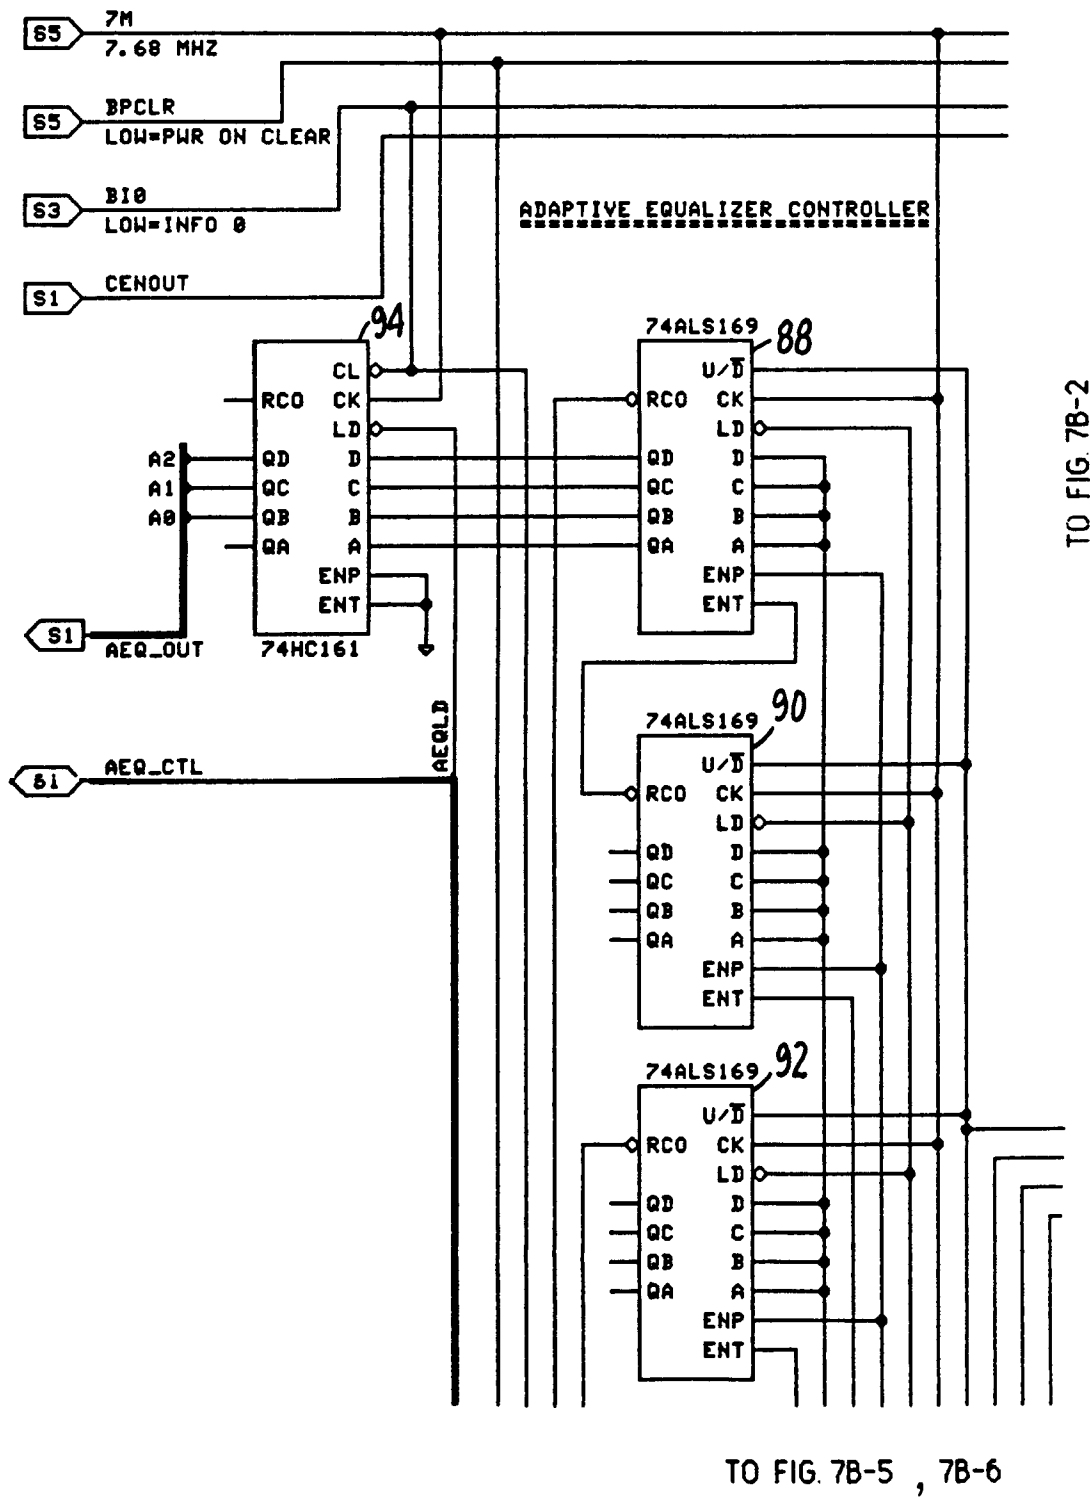 S5 7M
7.68 MHZ
S5 BPCLR
LOW=PWR ON CLEAR
S3 BI0
LOW=INFO 0
ADAPTIVE EQUALIZER CONTROLLER
S1 CENOUT
94
74ALS169 88
CL
RCO CK
LD
A2 QD D
A1 QC C
A0 QB B
QA A
ENP
ENT
74HC161
U/D̅
RCO CK
LD
QD D
QC C
QB B
QA A
ENP
ENT
S1
AEQ_OUT
AEQLD
S1 AEQ_CTL
74ALS169 90
U/D̅
RCO CK
LD
QD D
QC C
QB B
QA A
ENP
ENT
74ALS169 92
U/D̅
RCO CK
LD
QD D
QC C
QB B
QA A
ENP
ENT
TO FIG. 7B-2
TO FIG. 7B-5 , 7B-6